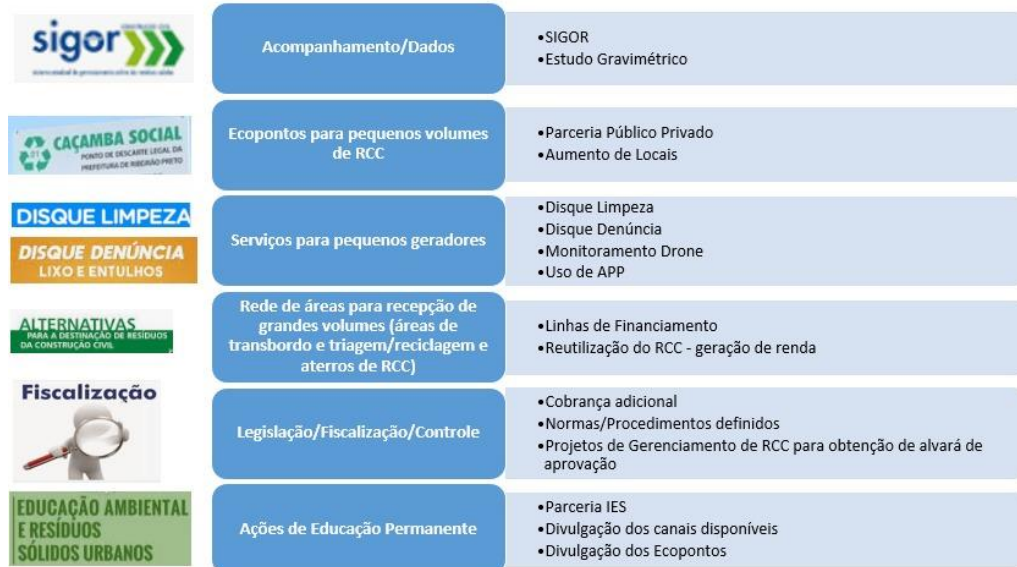 sigor
Acompanhamento/Dados
•SIGOR
•Estudo Gravimétrico
CAÇAMBA SOCIAL
PONTO DE DESCARTE LEGAL DA
PREFEITURA DE RIBEIRÃO PRETO
Ecopontos para pequenos volumes
de RCC
•Parceria Público Privado
•Aumento de Locais
DISQUE LIMPEZA
DISQUE DENÚNCIA
LIXO E ENTULHOS
Serviços para pequenos geradores
•Disque Limpeza
•Disque Denúncia
•Monitoramento Drone
•Uso de APP
ALTERNATIVAS
PARA A DESTINAÇÃO DE RESÍDUOS
DA CONSTRUÇÃO CIVIL
Rede de áreas para recepção de
grandes volumes (áreas de
transbordo e triagem/reciclagem e
aterros de RCC)
•Linhas de Financiamento
•Reutilização do RCC - geração de renda
Fiscalização
Legislação/Fiscalização/Controle
•Cobrança adicional
•Normas/Procedimentos definidos
•Projetos de Gerenciamento de RCC para obtenção de alvará de
aprovação
EDUCAÇÃO AMBIENTAL
E RESÍDUOS
SÓLIDOS URBANOS
Ações de Educação Permanente
•Parceria IES
•Divulgação dos canais disponíveis
•Divulgação dos Ecopontos